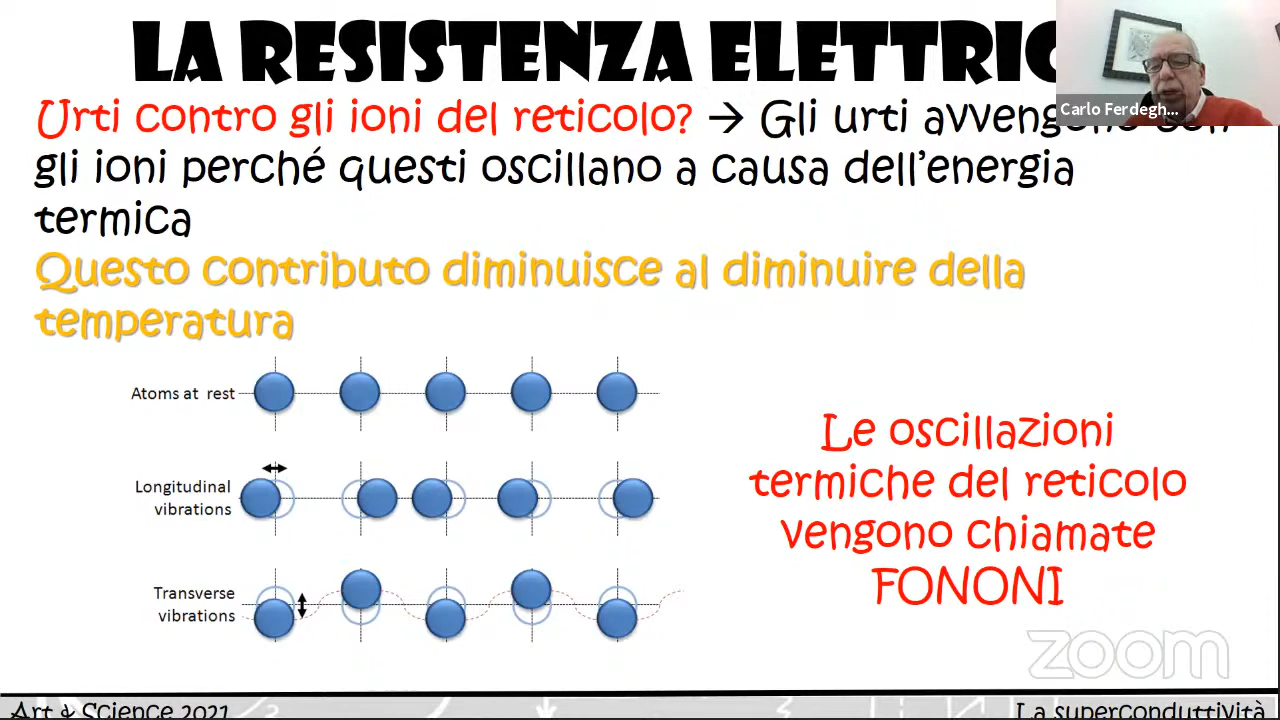 LA RESISTENZA ELETTRIC
Carlo Ferdegh...
Urti contro gli ioni del reticolo? → Gli urti avvengono con
gli ioni perché questi oscillano a causa dell'energia
termica
Questo contributo diminuisce al diminuire della
temperatura
Atoms at rest
Longitudinal
vibrations
Transverse
vibrations
Le oscillazioni
termiche del reticolo
vengono chiamate
FONONI
zoom
Art & Science 2021
La superconduttività